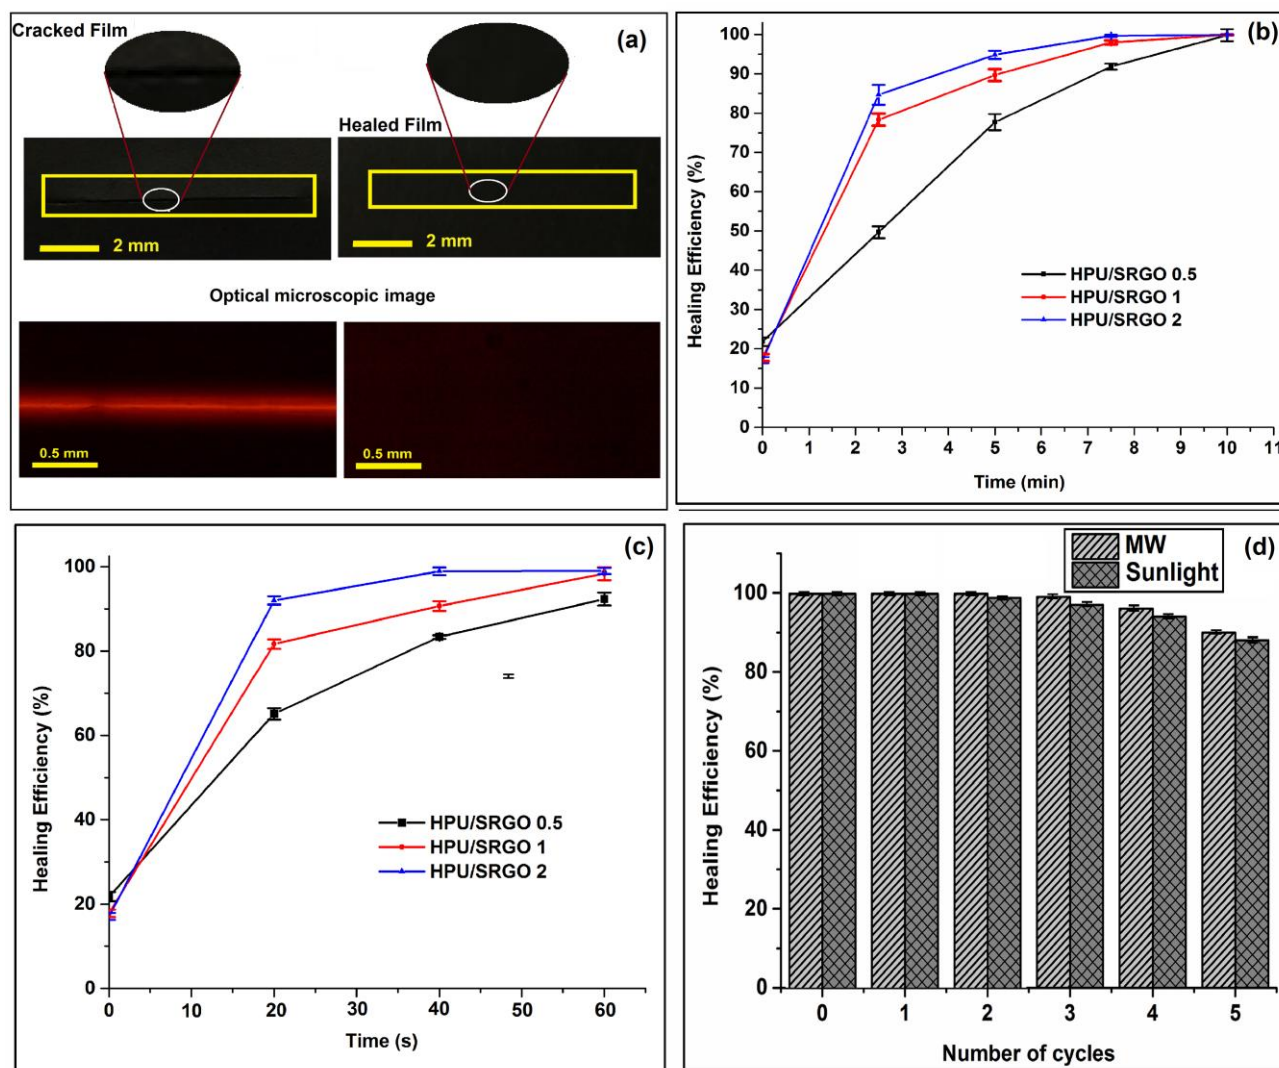 (a)
Cracked Film
Healed Film
2 mm
2 mm
Optical microscopic image
0.5 mm
0.5 mm
(b)
Healing Efficiency (%)
100
90
80
70
60
50
40
30
20
10
0
HPU/SRGO 0.5
HPU/SRGO 1
HPU/SRGO 2
0 1 2 3 4 5 6 7 8 9 10 11
Time (min)
(c)
Healing Efficiency (%)
100
80
60
40
20
0
HPU/SRGO 0.5
HPU/SRGO 1
HPU/SRGO 2
0 10 20 30 40 50 60
Time (s)
(d)
MW
Sunlight
Healing Efficiency (%)
100
80
60
40
20
0
0 1 2 3 4 5
Number of cycles